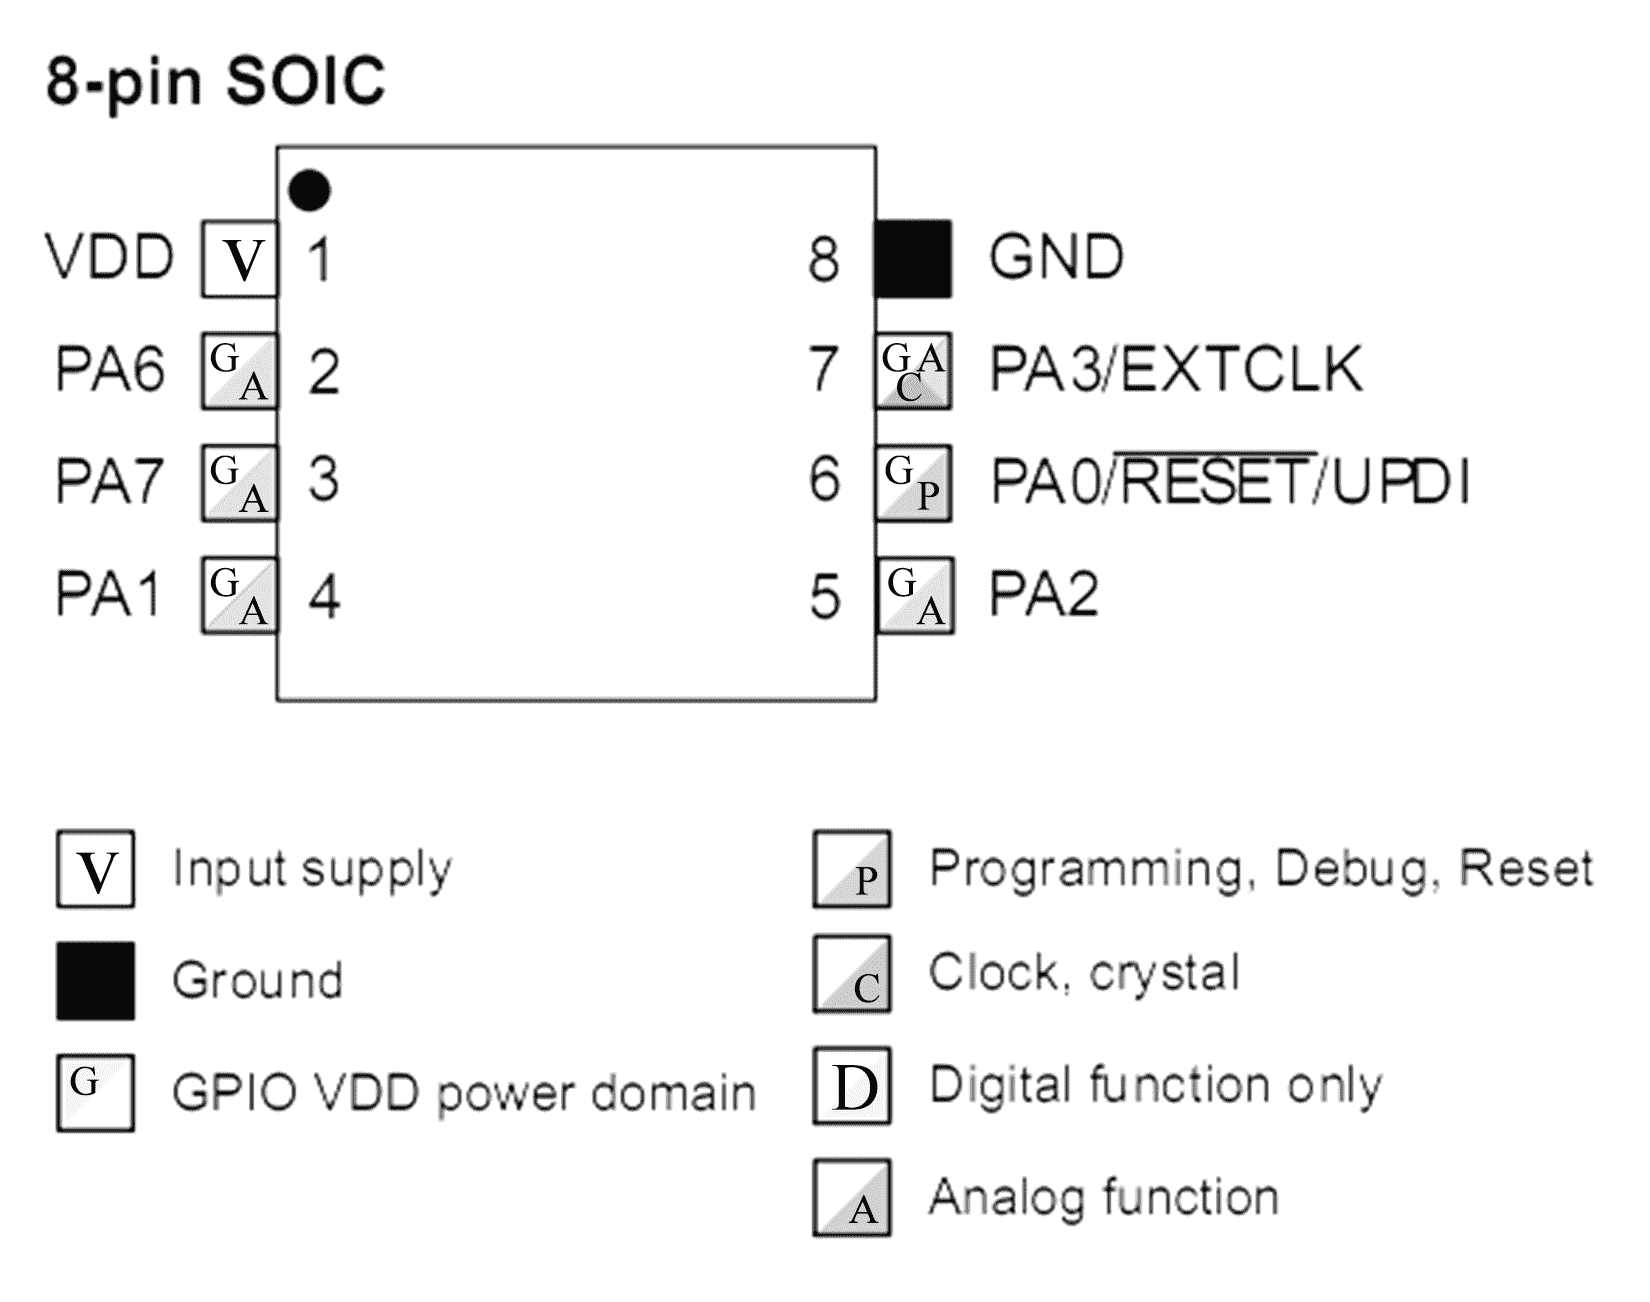 8-pin SOIC
VDD V 1 8 GND
PA6 G A 2 7 G A C PA3/EXTCLK
PA7 G A 3 6 G P PA0/RESET/UPDI
PA1 G A 4 5 G A PA2
V Input supply P Programming, Debug, Reset
Ground C Clock, crystal
G GPIO VDD power domain D Digital function only
A Analog function